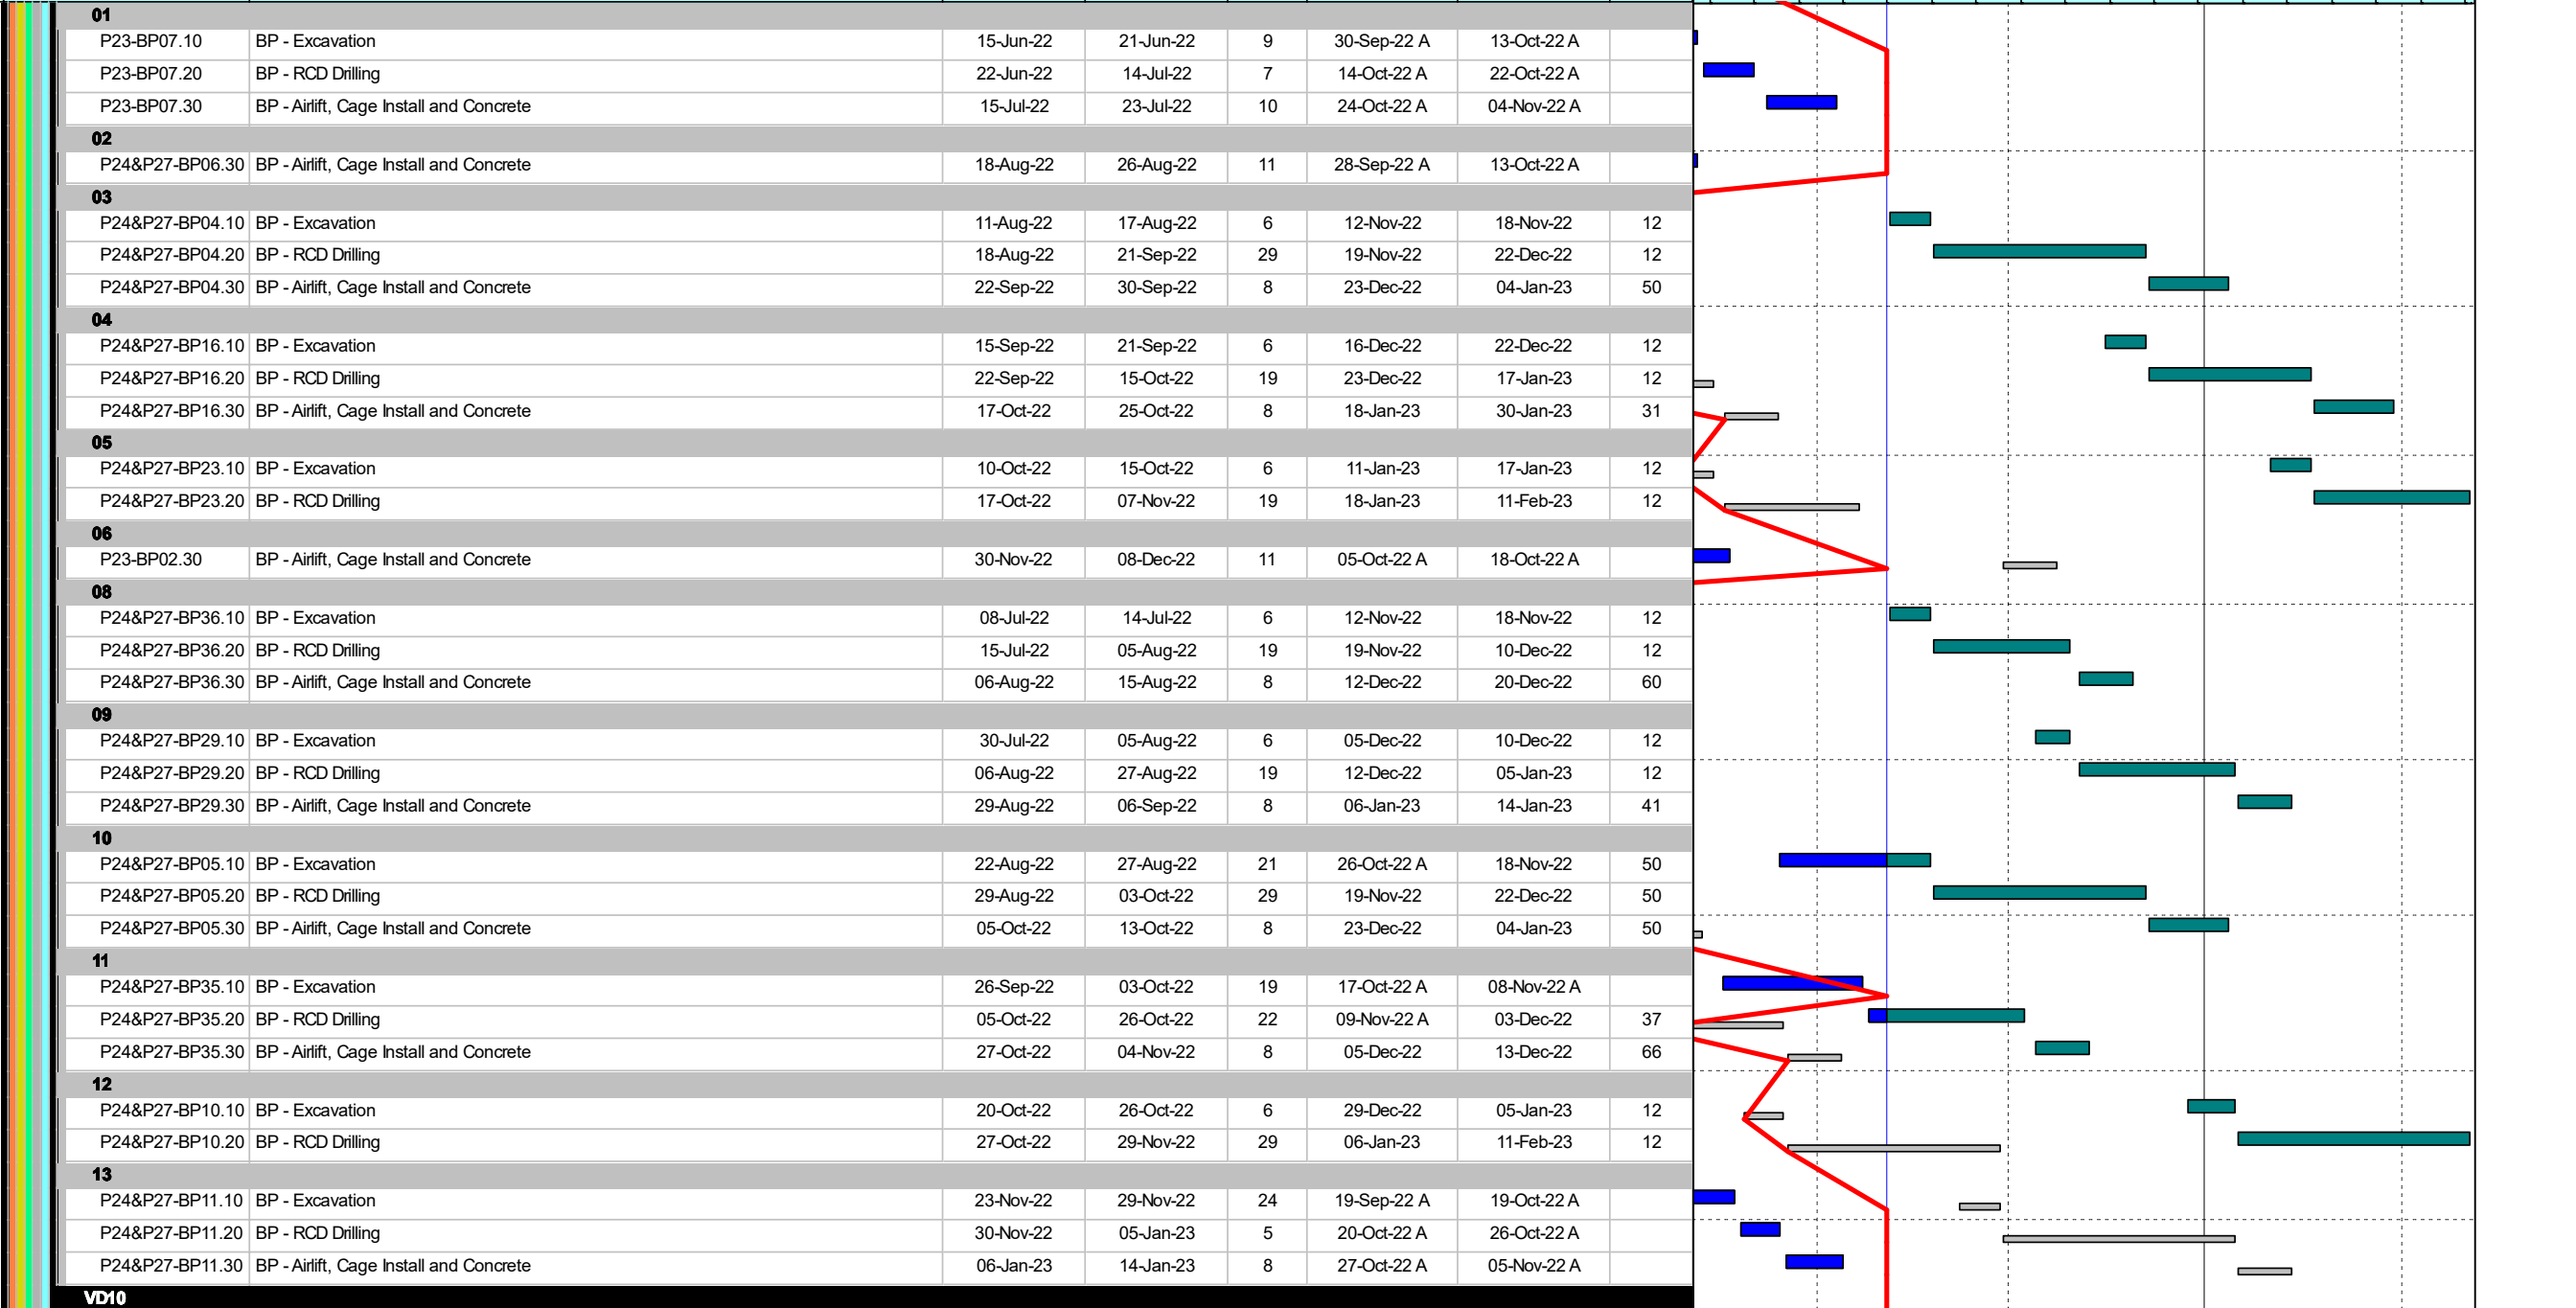 01
P23-BP07.10 BP - Excavation 15-Jun-22 21-Jun-22 9 30-Sep-22 A 13-Oct-22 A
P23-BP07.20 BP - RCD Drilling 22-Jun-22 14-Jul-22 7 14-Oct-22 A 22-Oct-22 A
P23-BP07.30 BP - Airlift, Cage Install and Concrete 15-Jul-22 23-Jul-22 10 24-Oct-22 A 04-Nov-22 A
02
P24&P27-BP06.30 BP - Airlift, Cage Install and Concrete 18-Aug-22 26-Aug-22 11 28-Sep-22 A 13-Oct-22 A
03
P24&P27-BP04.10 BP - Excavation 11-Aug-22 17-Aug-22 6 12-Nov-22 18-Nov-22 12
P24&P27-BP04.20 BP - RCD Drilling 18-Aug-22 21-Sep-22 29 19-Nov-22 22-Dec-22 12
P24&P27-BP04.30 BP - Airlift, Cage Install and Concrete 22-Sep-22 30-Sep-22 8 23-Dec-22 04-Jan-23 50
04
P24&P27-BP16.10 BP - Excavation 15-Sep-22 21-Sep-22 6 16-Dec-22 22-Dec-22 12
P24&P27-BP16.20 BP - RCD Drilling 22-Sep-22 15-Oct-22 19 23-Dec-22 17-Jan-23 12
P24&P27-BP16.30 BP - Airlift, Cage Install and Concrete 17-Oct-22 25-Oct-22 8 18-Jan-23 30-Jan-23 31
05
P24&P27-BP23.10 BP - Excavation 10-Oct-22 15-Oct-22 6 11-Jan-23 17-Jan-23 12
P24&P27-BP23.20 BP - RCD Drilling 17-Oct-22 07-Nov-22 19 18-Jan-23 11-Feb-23 12
06
P23-BP02.30 BP - Airlift, Cage Install and Concrete 30-Nov-22 08-Dec-22 11 05-Oct-22 A 18-Oct-22 A
08
P24&P27-BP36.10 BP - Excavation 08-Jul-22 14-Jul-22 6 12-Nov-22 18-Nov-22 12
P24&P27-BP36.20 BP - RCD Drilling 15-Jul-22 05-Aug-22 19 19-Nov-22 10-Dec-22 12
P24&P27-BP36.30 BP - Airlift, Cage Install and Concrete 06-Aug-22 15-Aug-22 8 12-Dec-22 20-Dec-22 60
09
P24&P27-BP29.10 BP - Excavation 30-Jul-22 05-Aug-22 6 05-Dec-22 10-Dec-22 12
P24&P27-BP29.20 BP - RCD Drilling 06-Aug-22 27-Aug-22 19 12-Dec-22 05-Jan-23 12
P24&P27-BP29.30 BP - Airlift, Cage Install and Concrete 29-Aug-22 06-Sep-22 8 06-Jan-23 14-Jan-23 41
10
P24&P27-BP05.10 BP - Excavation 22-Aug-22 27-Aug-22 21 26-Oct-22 A 18-Nov-22 50
P24&P27-BP05.20 BP - RCD Drilling 29-Aug-22 03-Oct-22 29 19-Nov-22 22-Dec-22 50
P24&P27-BP05.30 BP - Airlift, Cage Install and Concrete 05-Oct-22 13-Oct-22 8 23-Dec-22 04-Jan-23 50
11
P24&P27-BP35.10 BP - Excavation 26-Sep-22 03-Oct-22 19 17-Oct-22 A 08-Nov-22 A
P24&P27-BP35.20 BP - RCD Drilling 05-Oct-22 26-Oct-22 22 09-Nov-22 A 03-Dec-22 37
P24&P27-BP35.30 BP - Airlift, Cage Install and Concrete 27-Oct-22 04-Nov-22 8 05-Dec-22 13-Dec-22 66
12
P24&P27-BP10.10 BP - Excavation 20-Oct-22 26-Oct-22 6 29-Dec-22 05-Jan-23 12
P24&P27-BP10.20 BP - RCD Drilling 27-Oct-22 29-Nov-22 29 06-Jan-23 11-Feb-23 12
13
P24&P27-BP11.10 BP - Excavation 23-Nov-22 29-Nov-22 24 19-Sep-22 A 19-Oct-22 A
P24&P27-BP11.20 BP - RCD Drilling 30-Nov-22 05-Jan-23 5 20-Oct-22 A 26-Oct-22 A
P24&P27-BP11.30 BP - Airlift, Cage Install and Concrete 06-Jan-23 14-Jan-23 8 27-Oct-22 A 05-Nov-22 A
VD10